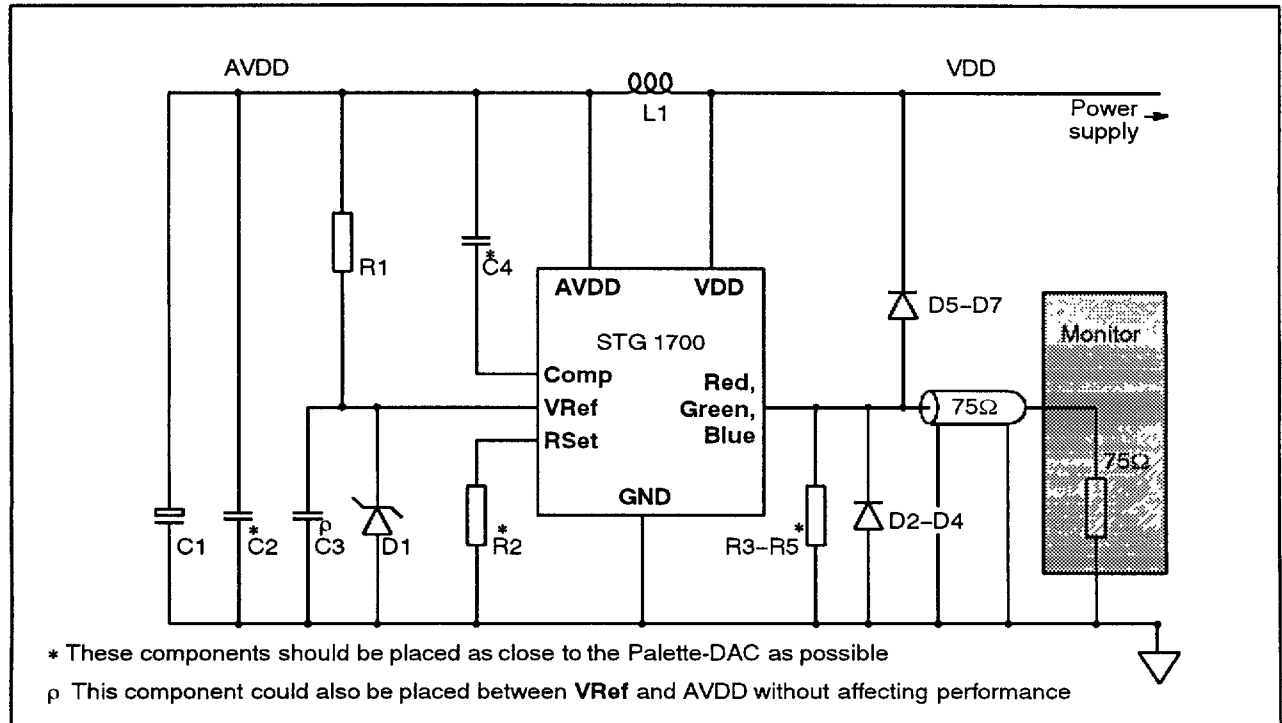 AVDD
VDD
L1
Power
supply
R1
*
C4
AVDD VDD
STG 1700
Comp
VRef
RSet
Red,
Green,
Blue
GND
D5–D7
Monitor
75Ω
75Ω
C1
*
C2
ρ
C3
D1
*
R2
*
R3–R5
D2–D4
* These components should be placed as close to the Palette-DAC as possible
ρ This component could also be placed between VRef and AVDD without affecting performance